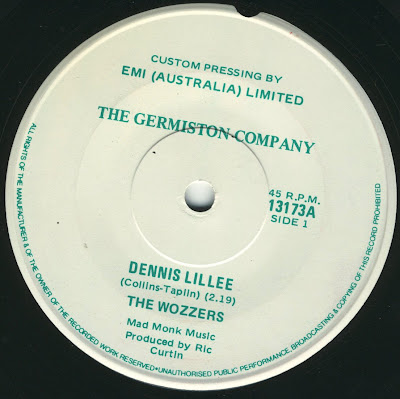 CUSTOM PRESSING BY
EMI (AUSTRALIA) LIMITED
THE GERMISTON COMPANY
45 R.P.M.
13173A
SIDE 1
DENNIS LILLEE
(Collins-Taplin) (2.19)
THE WOZZERS
Mad Monk Music
Produced by Ric
Curtin
ALL RIGHTS OF THE MANUFACTURER & OF THE OWNER OF THE RECORDED WORK RESERVED•UNAUTHORISED PUBLIC PERFORMANCE, BROADCASTING & COPYING OF THIS RECORD PROHIBITED